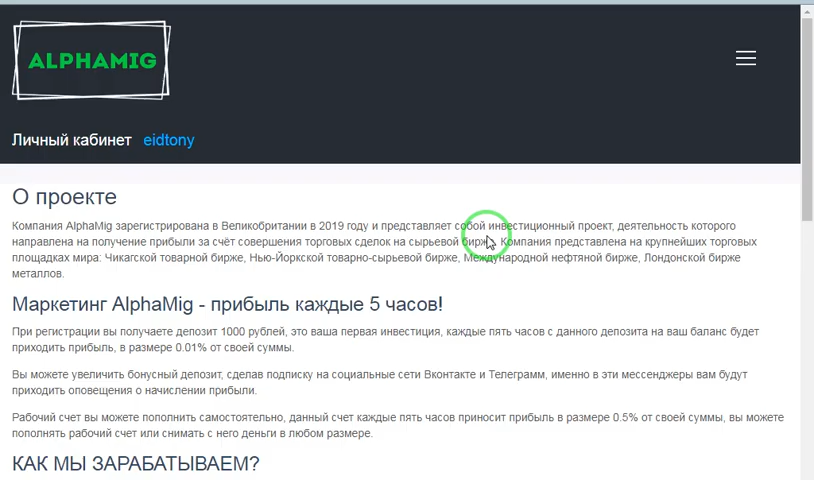 ALPHAMIG
Личный кабинет eidtony
О проекте
Компания AlphaMig зарегистрирована в Великобритании в 2019 году и представляет собой инвестиционный проект, деятельность которого
направлена на получение прибыли за счёт совершения торговых сделок на сырьевой бирже. Компания представлена на крупнейших торговых
площадках мира: Чикагской товарной бирже, Нью-Йоркской товарно-сырьевой бирже, Международной нефтяной бирже, Лондонской бирже
металлов.
Маркетинг AlphaMig - прибыль каждые 5 часов!
При регистрации вы получаете депозит 1000 рублей, это ваша первая инвестиция, каждые пять часов с данного депозита на ваш баланс будет
приходить прибыль, в размере 0.01% от своей суммы.
Вы можете увеличить бонусный депозит, сделав подписку на социальные сети Вконтакте и Телеграмм, именно в эти мессенджеры вам будут
приходить оповещения о начислении прибыли.
Рабочий счет вы можете пополнить самостоятельно, данный счет каждые пять часов приносит прибыль в размере 0.5% от своей суммы, вы можете
пополнять рабочий счет или снимать с него деньги в любом размере.
КАК МЫ ЗАРАБАТЫВАЕМ?